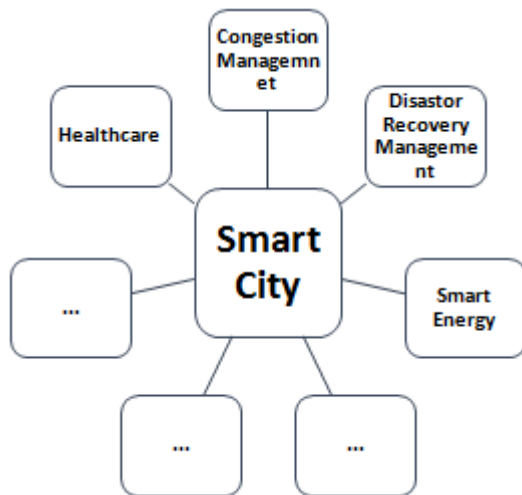 Congestion
Managemn
et
Healthcare
Disastor
Recovery
Manageme
nt
Smart
City
...
Smart
Energy
...
...